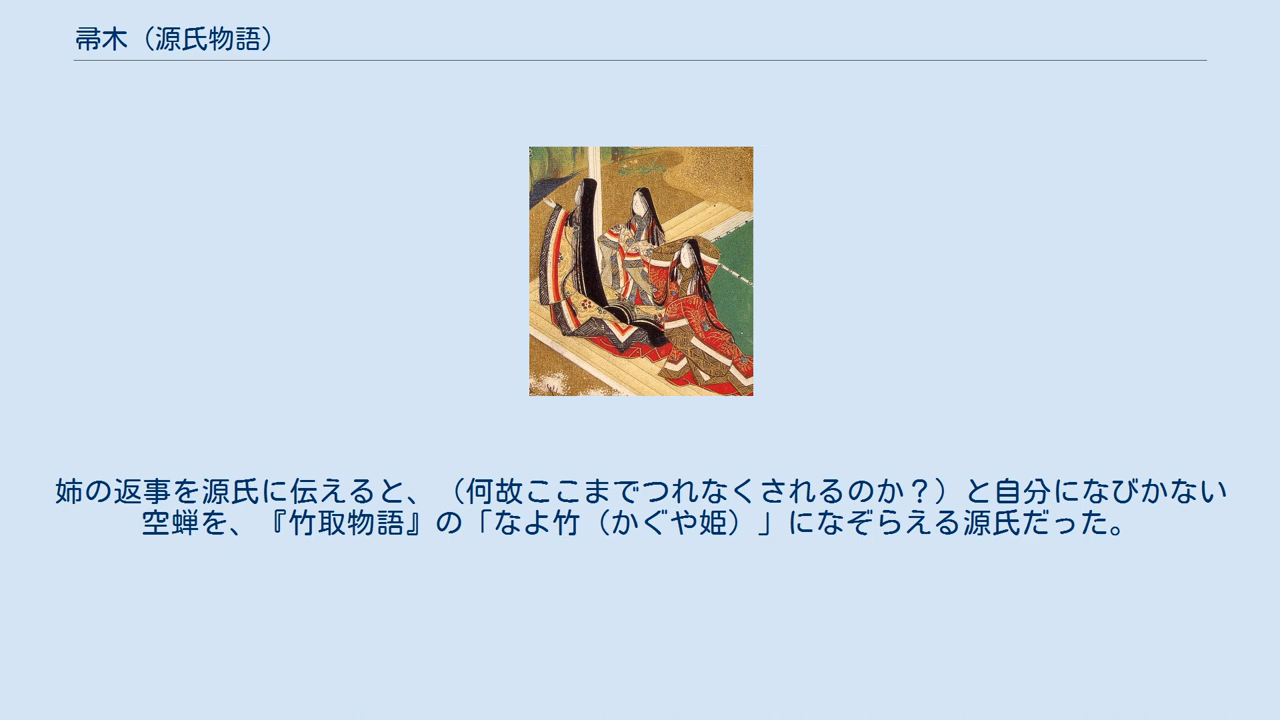 帚木（源氏物語）
姉の返事を源氏に伝えると、（何故ここまでつれなくされるのか？）と自分になびかない
空蝉を、『竹取物語』の「なよ竹（かぐや姫）」になぞらえる源氏だった。